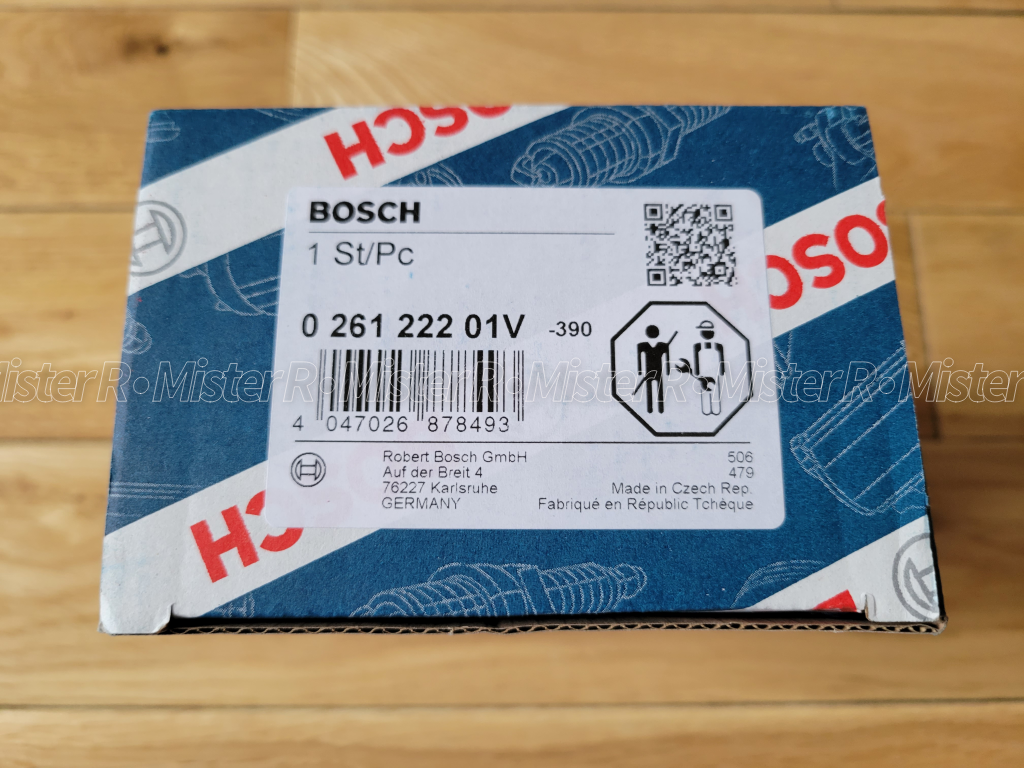 BOSCH
BOSCH
BOSCH
1 St/Pc
0 261 222 01V -390
Mister R • Mister R • Mister R • Mister R • Mister R • Mister
4 047026 878493
Robert Bosch GmbH 506
Auf der Breit 4 479
76227 Karlsruhe Made in Czech Rep.
GERMANY Fabriqué en Républic Tchèque
BOSCH